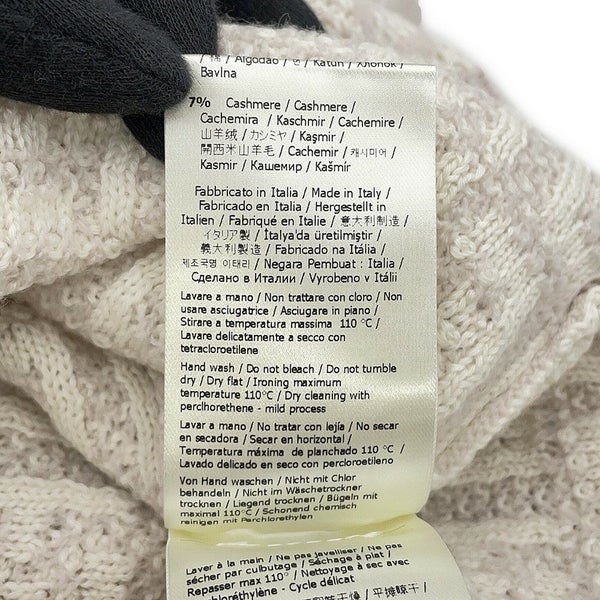 / 棉 / Algodão / 면 / Katun / Хлопок /
Bavlna
7% Cashmere / Cashmere /
Cachemira / Kaschmir / Cachemire /
山羊绒 / カシミヤ / Kaşmir /
開西米山羊毛 / Cachemir / 캐시미어 /
Kasmir / Кашемир / Kašmír
Fabbricato in Italia / Made in Italy /
Fabricado en Italia / Hergestellt in
Italien / Fabriqué en Italie / 意大利制造 /
イタリア製 / İtalya'da üretilmiştir /
義大利製造 / Fabricado na Itália /
제조국명 이태리 / Negara Pembuat : Italia /
Сделано в Италии / Vyrobeno v Itálii
Lavare a mano / Non trattare con cloro / Non
usare asciugatrice / Asciugare in piano /
Stirare a temperatura massima 110 °C /
Lavare delicatamente a secco con
tetracloroetilene
Hand wash / Do not bleach / Do not tumble
dry / Dry flat / Ironing maximum
temperature 110°C / Dry cleaning with
perclhorethene - mild process
Lavar a mano / No tratar con lejía / No secar
en secadora / Secar en horizontal /
Temperatura máxima de planchado 110 °C /
Lavado delicado en seco con percloroetileno
Von Hand waschen / Nicht mit Chlor
behandeln / Nicht im Wäschetrockner
trocknen / Liegend trocknen / Bügeln mit
maximal 110°C / Schonend chemisch
reinigen mit Perchlorethylen
Laver à la main / Ne pas javelliser / Ne pas
sécher par culbutage / Séchage à plat /
Repasser max 110° / Nettoyage à sec avec
perchloréthylène - Cycle délicat
平摊晾干 /